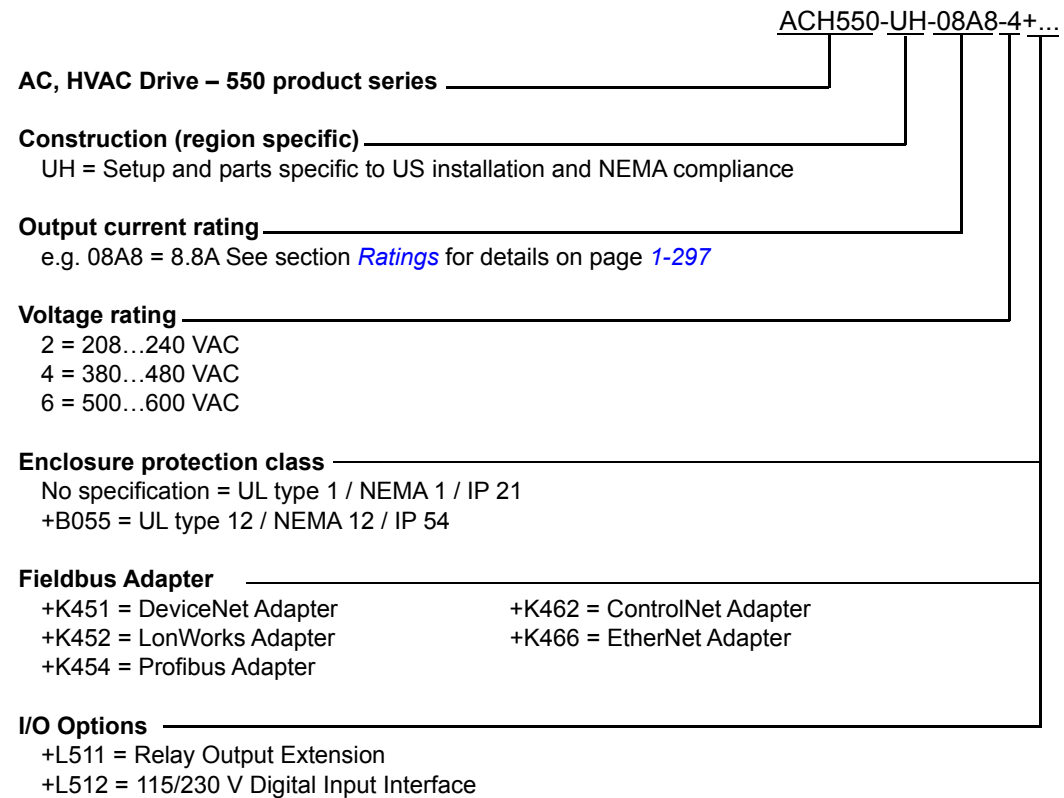 ACH550-UH-08A8-4+...
AC, HVAC Drive – 550 product series
Construction (region specific)
UH = Setup and parts specific to US installation and NEMA compliance
Output current rating
e.g. 08A8 = 8.8A See section Ratings for details on page 1-297
Voltage rating
2 = 208…240 VAC
4 = 380…480 VAC
6 = 500…600 VAC
Enclosure protection class
No specification = UL type 1 / NEMA 1 / IP 21
+B055 = UL type 12 / NEMA 12 / IP 54
Fieldbus Adapter
+K451 = DeviceNet Adapter +K462 = ControlNet Adapter
+K452 = LonWorks Adapter +K466 = EtherNet Adapter
+K454 = Profibus Adapter
I/O Options
+L511 = Relay Output Extension
+L512 = 115/230 V Digital Input Interface